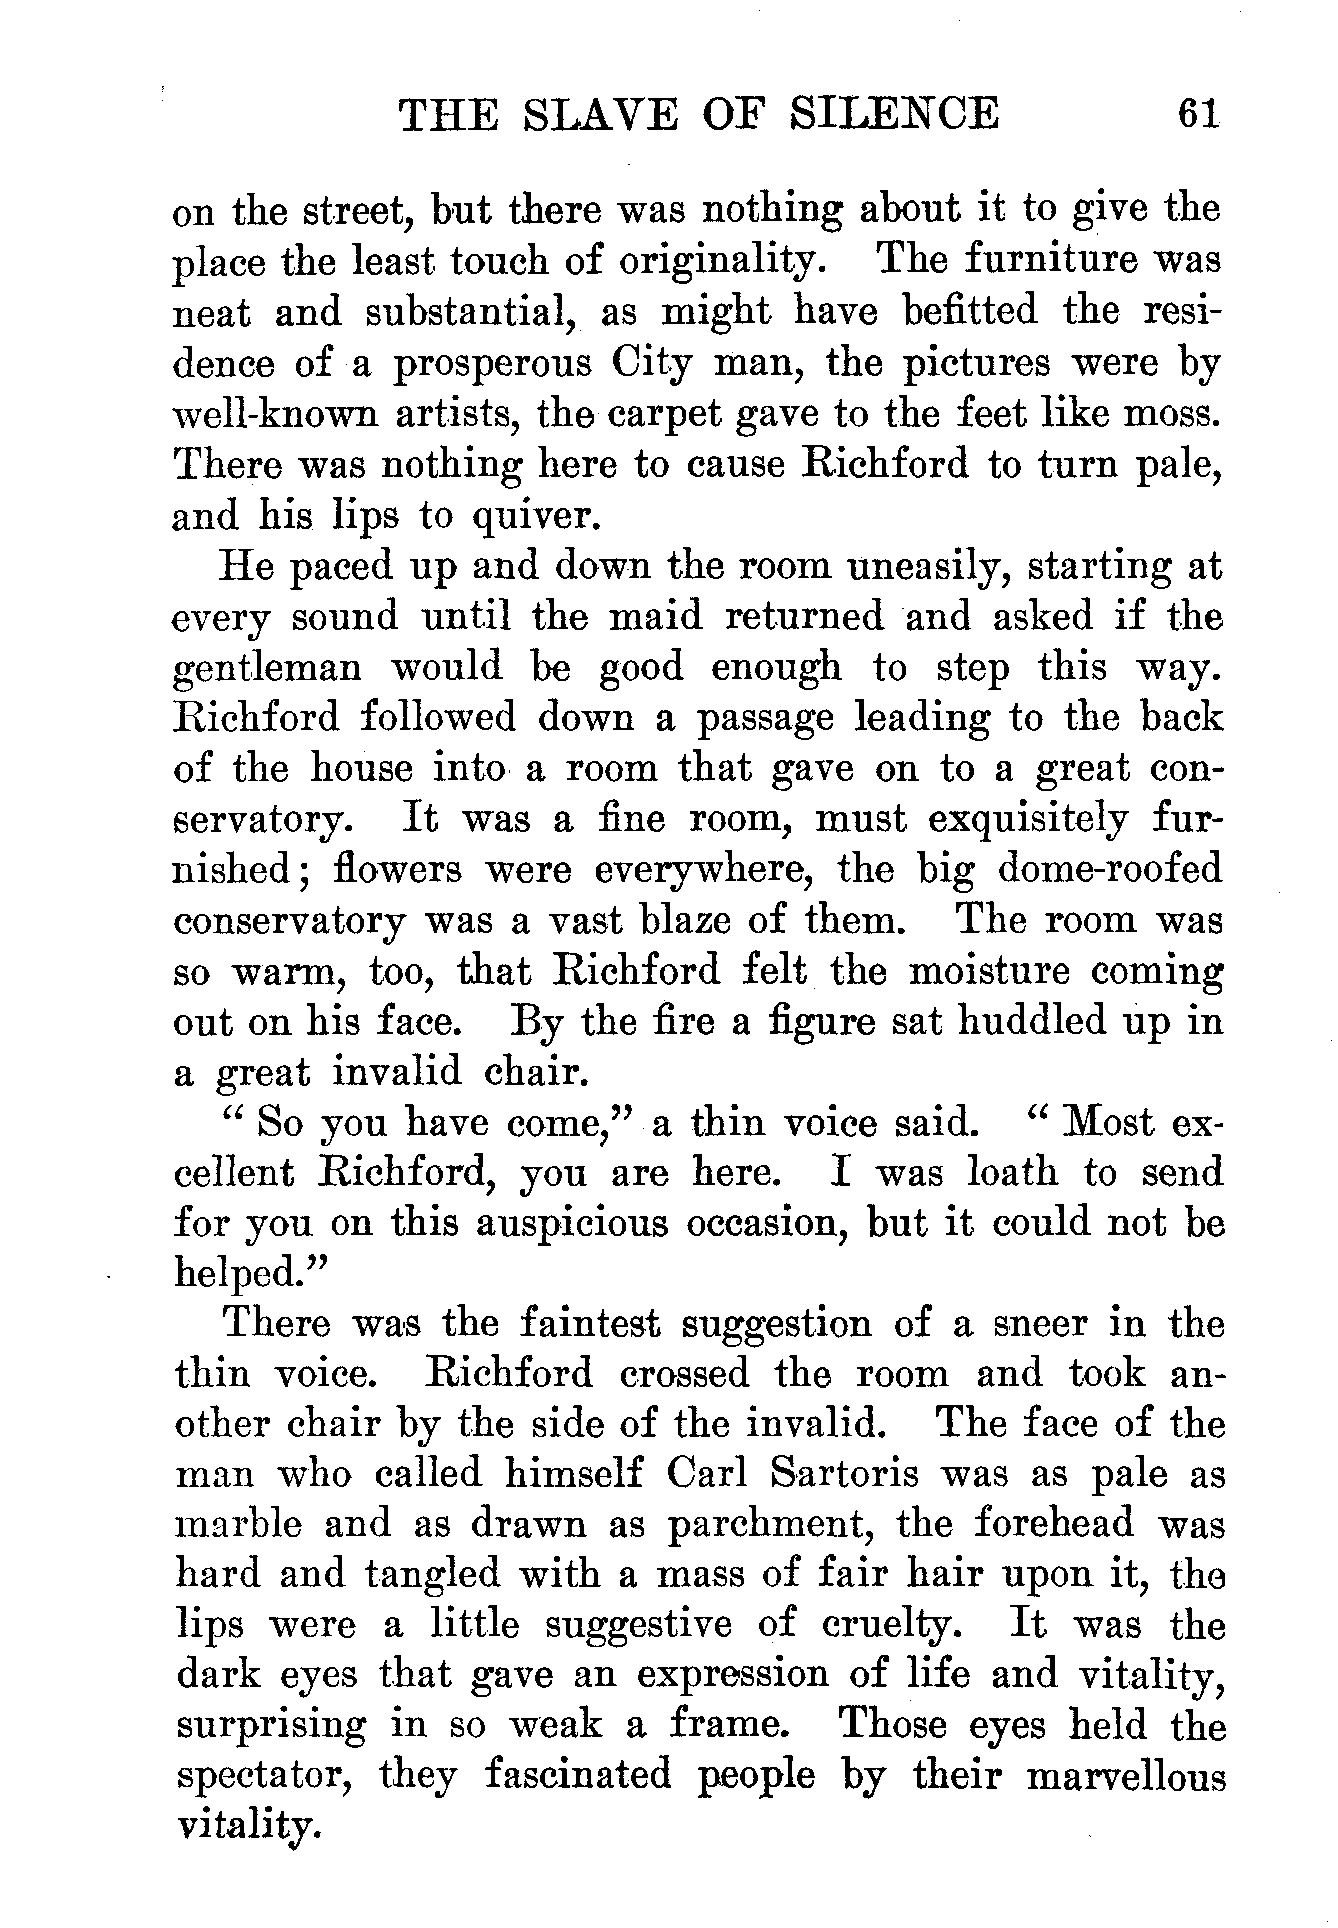 THE SLAVE OF SILENCE 61
on the street, but there was nothing about it to give the
place the least touch of originality. The furniture was
neat and substantial, as might have befitted the resi-
dence of a prosperous City man, the pictures were by
well-known artists, the carpet gave to the feet like moss.
There was nothing here to cause Richford to turn pale,
and his lips to quiver.
He paced up and down the room uneasily, starting at
every sound until the maid returned and asked if the
gentleman would be good enough to step this way.
Richford followed down a passage leading to the back
of the house into a room that gave on to a great con-
servatory. It was a fine room, must exquisitely fur-
nished; flowers were everywhere, the big dome-roofed
conservatory was a vast blaze of them. The room was
so warm, too, that Richford felt the moisture coming
out on his face. By the fire a figure sat huddled up in
a great invalid chair.
“ So you have come,” a thin voice said. “ Most ex-
cellent Richford, you are here. I was loath to send
for you on this auspicious occasion, but it could not be
helped.”
There was the faintest suggestion of a sneer in the
thin voice. Richford crossed the room and took an-
other chair by the side of the invalid. The face of the
man who called himself Carl Sartoris was as pale as
marble and as drawn as parchment, the forehead was
hard and tangled with a mass of fair hair upon it, the
lips were a little suggestive of cruelty. It was the
dark eyes that gave an expression of life and vitality,
surprising in so weak a frame. Those eyes held the
spectator, they fascinated people by their marvellous
vitality.